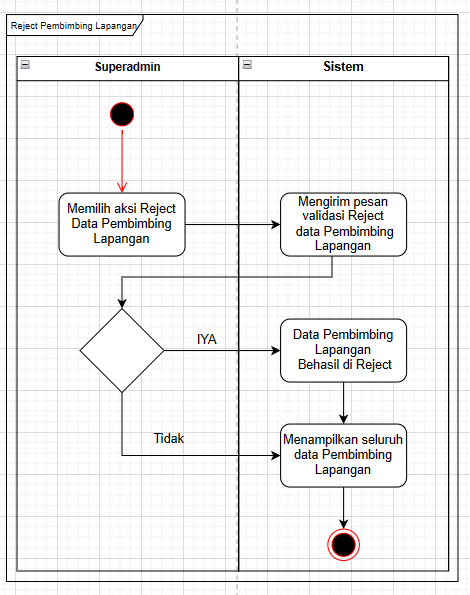 Reject Pembimbing Lapangan
Superadmin
Sistem
Memilih aksi Reject
Data Pembimbing
Lapangan
Mengirim pesan
validasi Reject
data Pembimbing
Lapangan
IYA
Data Pembimbing
Lapangan
Behasil di Reject
Tidak
Menampilkan seluruh
data Pembimbing
Lapangan